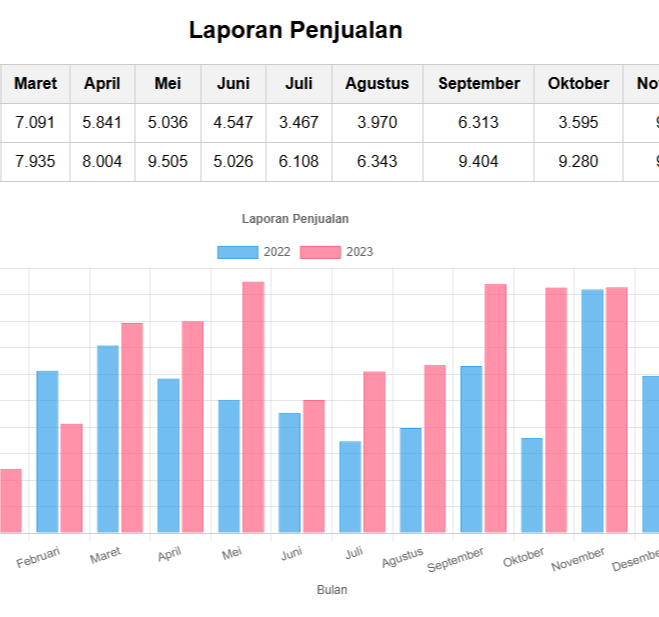 Laporan Penjualan
Maret April Mei Juni Juli Agustus September Oktober
7.091 5.841 5.036 4.547 3.467 3.970 6.313 3.595
7.935 8.004 9.505 5.026 6.108 6.343 9.404 9.280
Laporan Penjualan
2022 2023
Februari Maret April Mei Juni Juli Agustus September Oktober November
Bulan